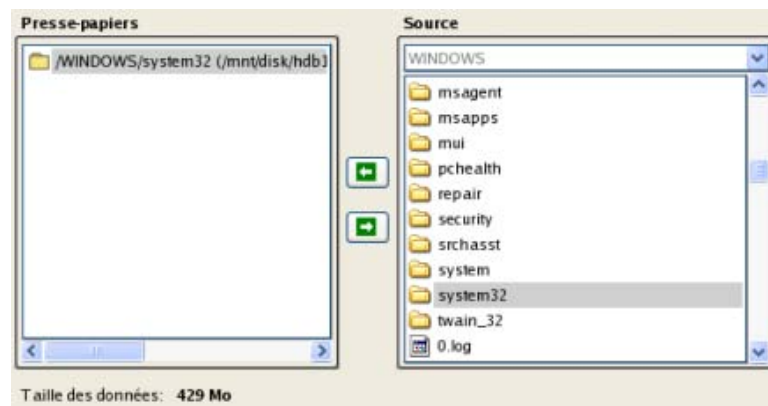 Presse-papiers
/WINDOWS/system32 (/mnt/disk/hdb1
Source
WINDOWS
msagent
msapps
mui
pchealth
repair
security
srchasst
system
system32
twain_32
0.log
Taille des données: 429 Mo